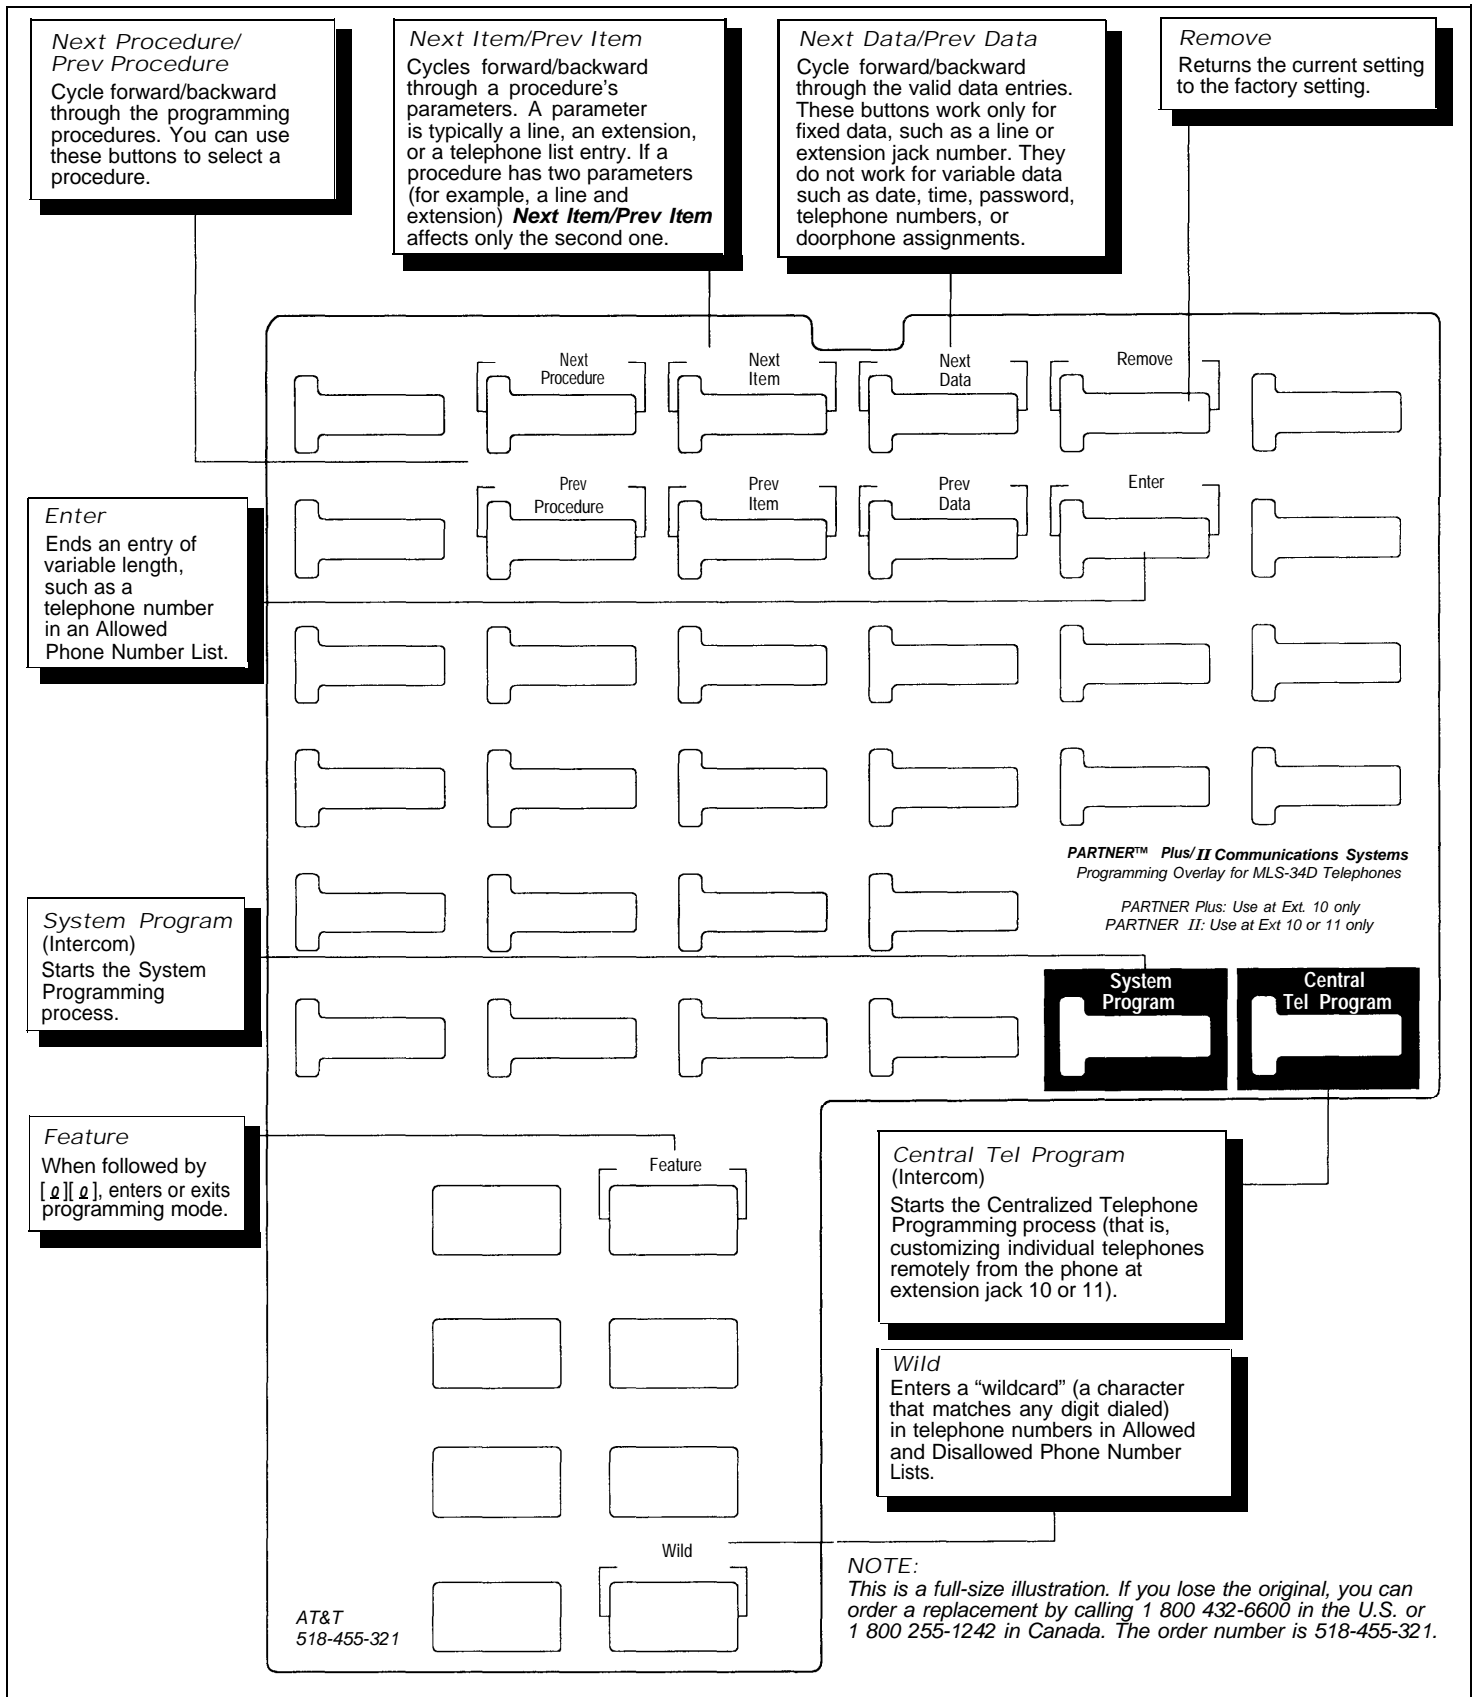 Next Procedure/
Prev Procedure
Cycle forward/backward
through the programming
procedures. You can use
these buttons to select a
procedure.
Next Item/Prev Item
Cycles forward/backward
through a procedure's
parameters. A parameter
is typically a line, an extension,
or a telephone list entry. If a
procedure has two parameters
(for example, a line and
extension) Next Item/Prev Item
affects only the second one.
Next Data/Prev Data
Cycle forward/backward
through the valid data entries.
These buttons work only for
fixed data, such as a line or
extension jack number. They
do not work for variable data
such as date, time, password,
telephone numbers, or
doorphone assignments.
Remove
Returns the current setting
to the factory setting.
Next
Procedure
Next
Item
Next
Data
Remove
Prev
Procedure
Prev
Item
Prev
Data
Enter
Enter
Ends an entry of
variable length,
such as a
telephone number
in an Allowed
Phone Number List.
PARTNER™ Plus/II Communications Systems
Programming Overlay for MLS-34D Telephones
PARTNER Plus: Use at Ext. 10 only
PARTNER II: Use at Ext 10 or 11 only
System Program
(Intercom)
Starts the System
Programming
process.
System
Program
Central
Tel Program
Feature
When followed by
[ 0 ][ 0 ], enters or exits
programming mode.
Feature
Central Tel Program
(Intercom)
Starts the Centralized Telephone
Programming process (that is,
customizing individual telephones
remotely from the phone at
extension jack 10 or 11).
Wild
Enters a “wildcard” (a character
that matches any digit dialed)
in telephone numbers in Allowed
and Disallowed Phone Number
Lists.
Wild
AT&T
518-455-321
NOTE:
This is a full-size illustration. If you lose the original, you can
order a replacement by calling 1 800 432-6600 in the U.S. or
1 800 255-1242 in Canada. The order number is 518-455-321.